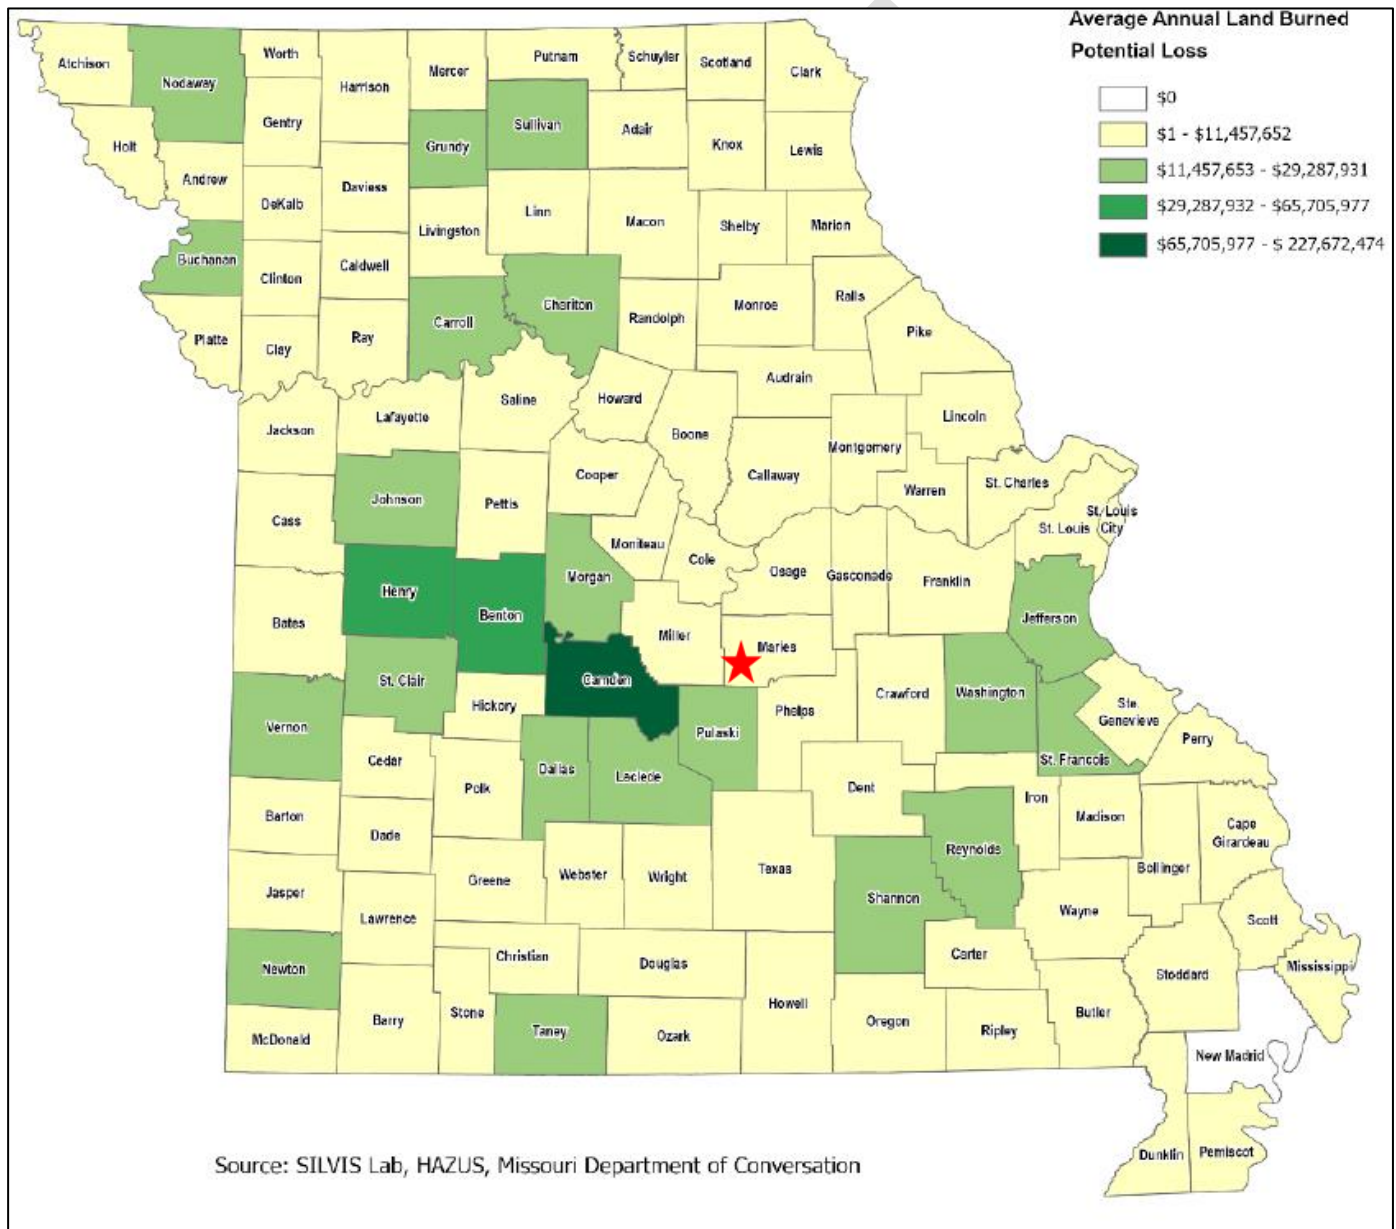 Average Annual Land Burned
Potential Loss
$0
$1 - $11,457,652
$11,457,653 - $29,287,931
$29,287,932 - $65,705,977
$65,705,977 - $ 227,672,474
Atchison
Nodaway
Worth
Harrison
Mercer
Putnam
Schuyler
Scotland
Clark
Holt
Gentry
Grundy
Sullivan
Adair
Knox
Lewis
Andrew
DeKalb
Daviess
Livingston
Linn
Macon
Shelby
Marion
Buchanan
Clinton
Caldwell
Carroll
Chariton
Randolph
Monroe
Ralls
Pike
Platte
Clay
Ray
Saline
Howard
Audrain
Lincoln
Jackson
Lafayette
Boone
Callaway
Montgomery
Warren
St. Charles
Cass
Johnson
Pettis
Cooper
Moniteau
Cole
Osage
Gasconade
Franklin
St. Louis
St. Louis
City
Bates
Henry
Benton
Morgan
Miller
Maries
Jefferson
Vernon
St. Clair
Hickory
Camden
Pulaski
Phelps
Crawford
Washington
Ste.
Genevieve
St. Francois
Perry
Cedar
Polk
Dallas
Laclede
Dent
Iron
Madison
Bollinger
Cape
Girardeau
Barton
Dade
Greene
Webster
Wright
Texas
Shannon
Reynolds
Wayne
Scott
Jasper
Lawrence
Christian
Douglas
Howell
Carter
Stoddard
Mississippi
Newton
McDonald
Barry
Stone
Taney
Ozark
Oregon
Ripley
Butler
New Madrid
Dunklin
Pemiscot
Source: SILVIS Lab, HAZUS, Missouri Department of Conversation